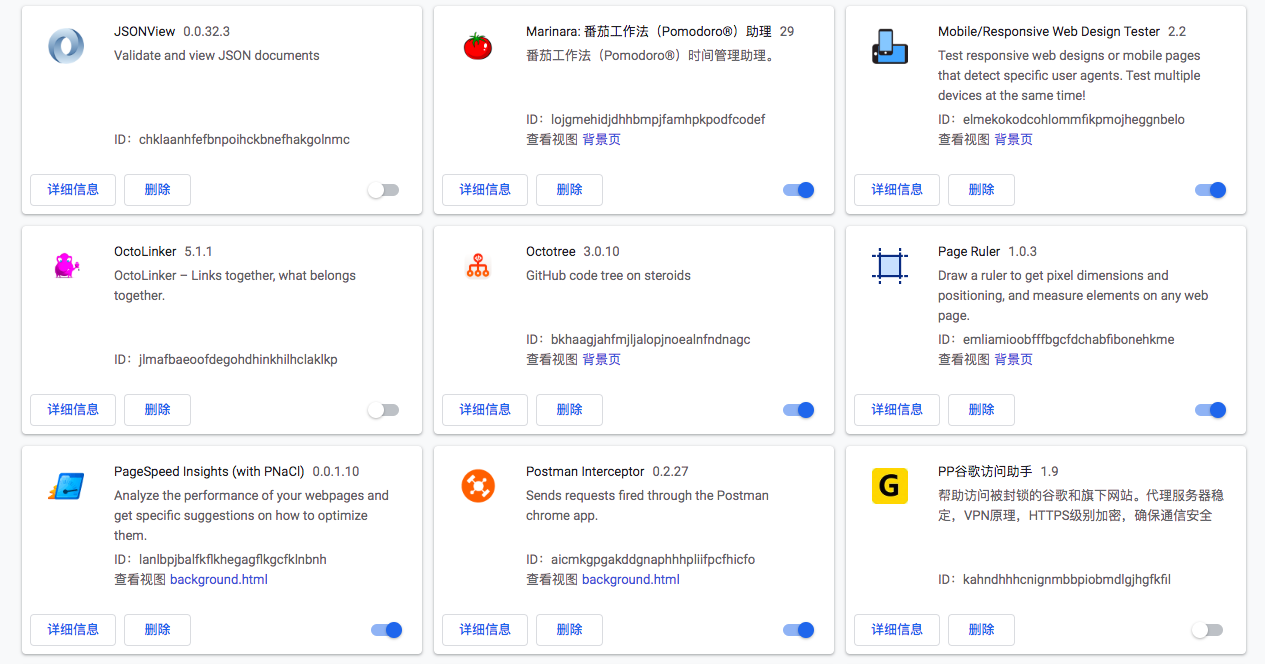 JSONView 0.0.32.3
Validate and view JSON documents
ID：chklaanhfefbnpoihckbnefhakgolnmc
详细信息 删除
Marinara: 番茄工作法（Pomodoro®）助理 29
番茄工作法（Pomodoro®）时间管理助理。
ID：lojgmehidjdhhbmpjfamhpkpodfcodef
查看视图 背景页
详细信息 删除
Mobile/Responsive Web Design Tester 2.2
Test responsive web designs or mobile pages
that detect specific user agents. Test multiple
devices at the same time!
ID：elmekokodcohlommfikpmojheggnbelo
查看视图 背景页
详细信息 删除
OctoLinker 5.1.1
OctoLinker – Links together, what belongs
together.
ID：jlmafbaeoofdegohdhinkhilhclaklkp
详细信息 删除
Octotree 3.0.10
GitHub code tree on steroids
ID：bkhaagjahfmjljalopjnoealnfndnagc
查看视图 背景页
详细信息 删除
Page Ruler 1.0.3
Draw a ruler to get pixel dimensions and
positioning, and measure elements on any web
page.
ID：emliamioobfffbgcfdchabfibonehkme
查看视图 背景页
详细信息 删除
PageSpeed Insights (with PNaCl) 0.0.1.10
Analyze the performance of your webpages and
get specific suggestions on how to optimize
them.
ID：lanlbpjbalfkflkhegagflkgcfklnbnh
查看视图 background.html
详细信息 删除
Postman Interceptor 0.2.27
Sends requests fired through the Postman
chrome app.
ID：aicmkgpgakddgnaphhhpliifpcfhicfo
查看视图 background.html
详细信息 删除
G
PP谷歌访问助手 1.9
帮助访问被封锁的谷歌和旗下网站。代理服务器稳
定，VPN原理，HTTPS级别加密，确保通信安全
ID：kahndhhhcnignmbbpiobmdlgjhgfkfil
详细信息 删除